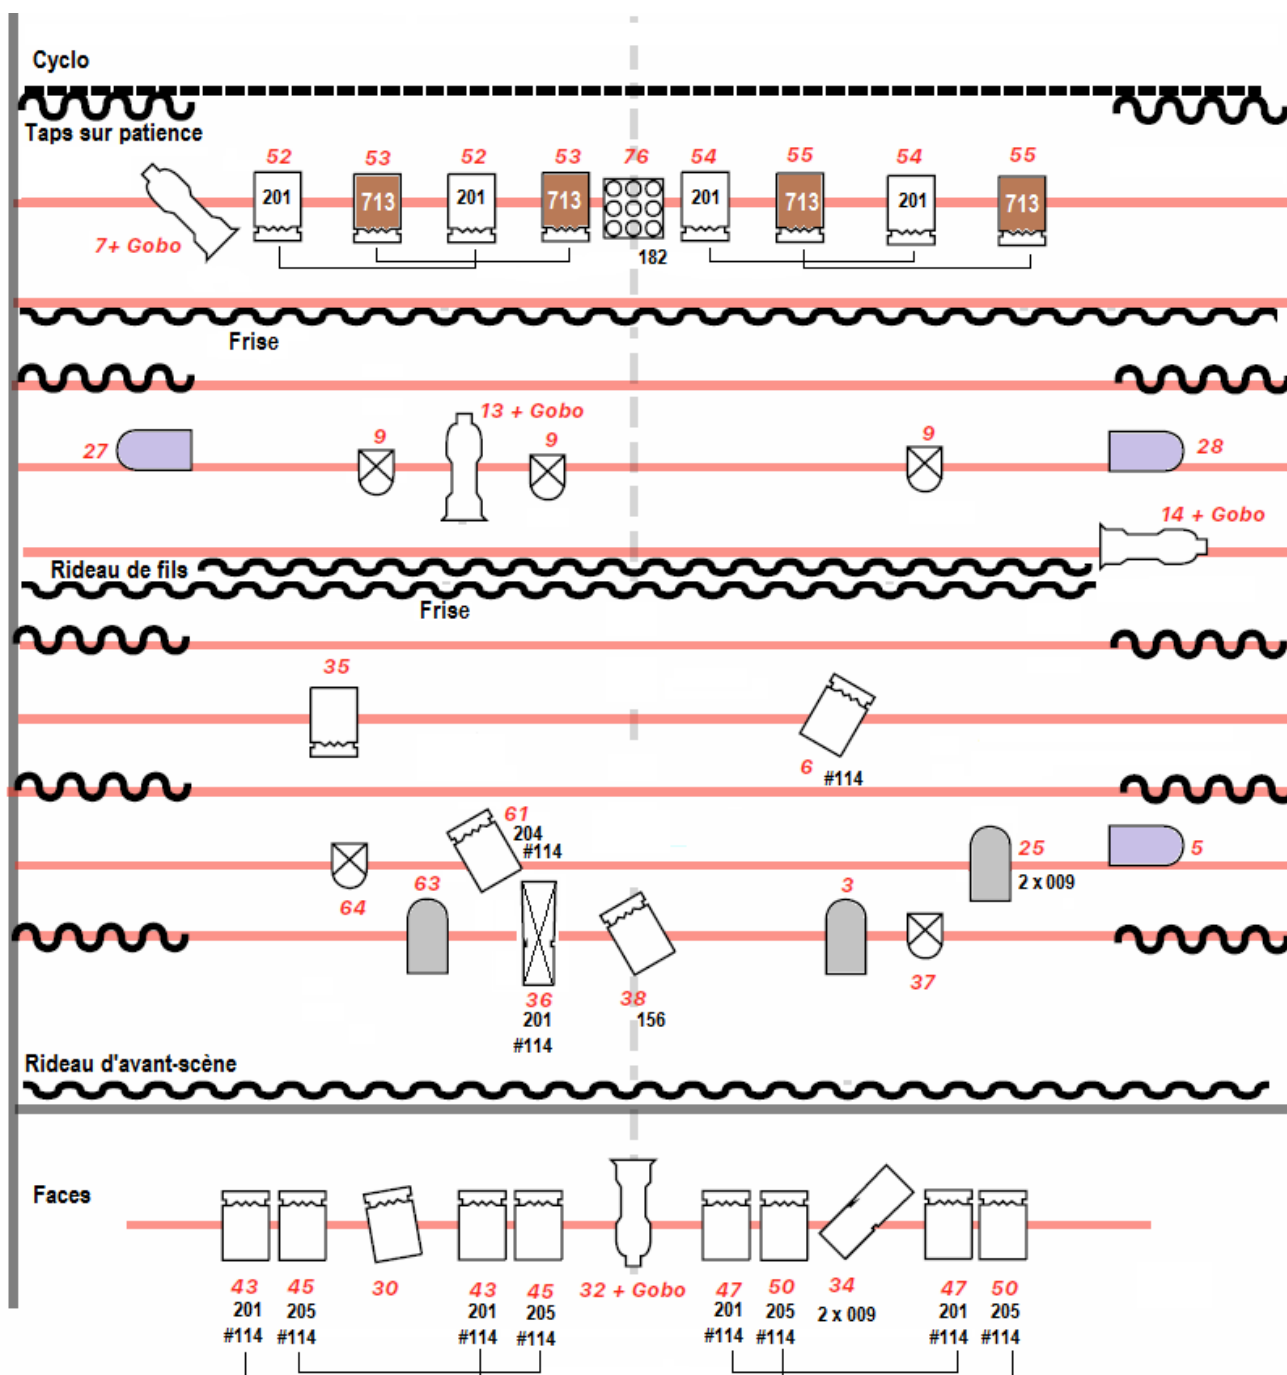 Cyclo
Taps sur patience
52 53 52 53 76 54 55 54 55
201 713 201 713 201 713 201 713
7+ Gobo
182
Frise
13 + Gobo
27 9 9 9 28
14 + Gobo
Rideau de fils
Frise
35
6 #114
61
204
#114
64 63 3 25 5
2 x 009
36 38 156 37
201
#114
Rideau d'avant-scène
Faces
43 45 30 43 45 32 + Gobo 47 50 34 47 50
201 205 201 205 201 205 2 x 009 201 205
#114 #114 #114 #114 #114 #114 #114 #114